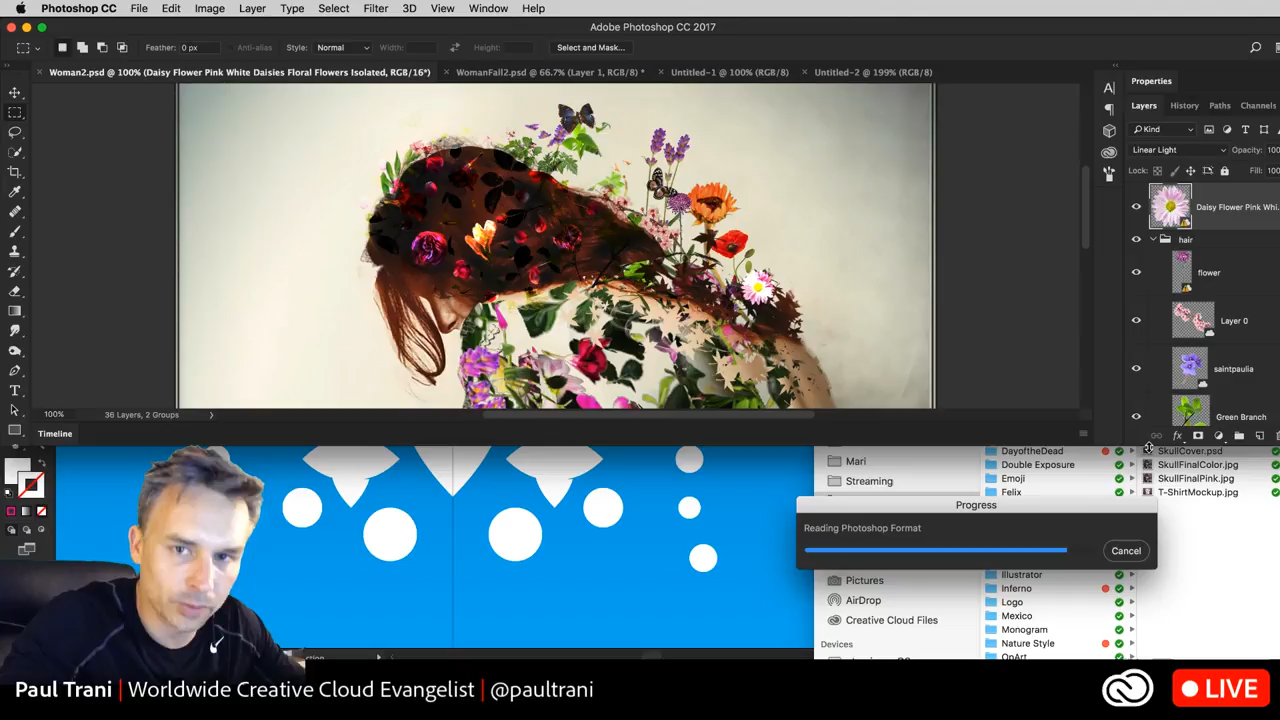 Photoshop CC File Edit Image Layer Type Select Filter 3D View Window Help
Adobe Photoshop CC 2017
Feather: 0 px Anti-alias Style: Normal Width: Height: Select and Mask...
Woman2.psd @ 100% (Daisy Flower Pink White Daisies Floral Flowers Isolated, RGB/16*) WomanFall2.psd @ 66.7% (Layer 1, RGB/8) * Untitled-1 @ 100% (RGB/8) Untitled-2 @ 199% (RGB/8)
Properties
Layers History Paths Channels
Kind
Linear Light Opacity: 100
Lock: Fill: 100
Daisy Flower Pink Whi...
hair
flower
Layer 0
saintpaulia
Green Branch
100% 36 Layers, 2 Groups
Timeline
DayoftheDead SkullCover.psd
Mari Double Exposure SkullFinalColor.jpg
Streaming Emoji SkullFinalPink.jpg
Felix T-ShirtMockup.jpg
Progress
Reading Photoshop Format
Cancel
Illustrator
Pictures Inferno
AirDrop Logo
Creative Cloud Files Mexico
Monogram
Devices Nature Style
OpArt
Paul Trani | Worldwide Creative Cloud Evangelist | @paultrani LIVE